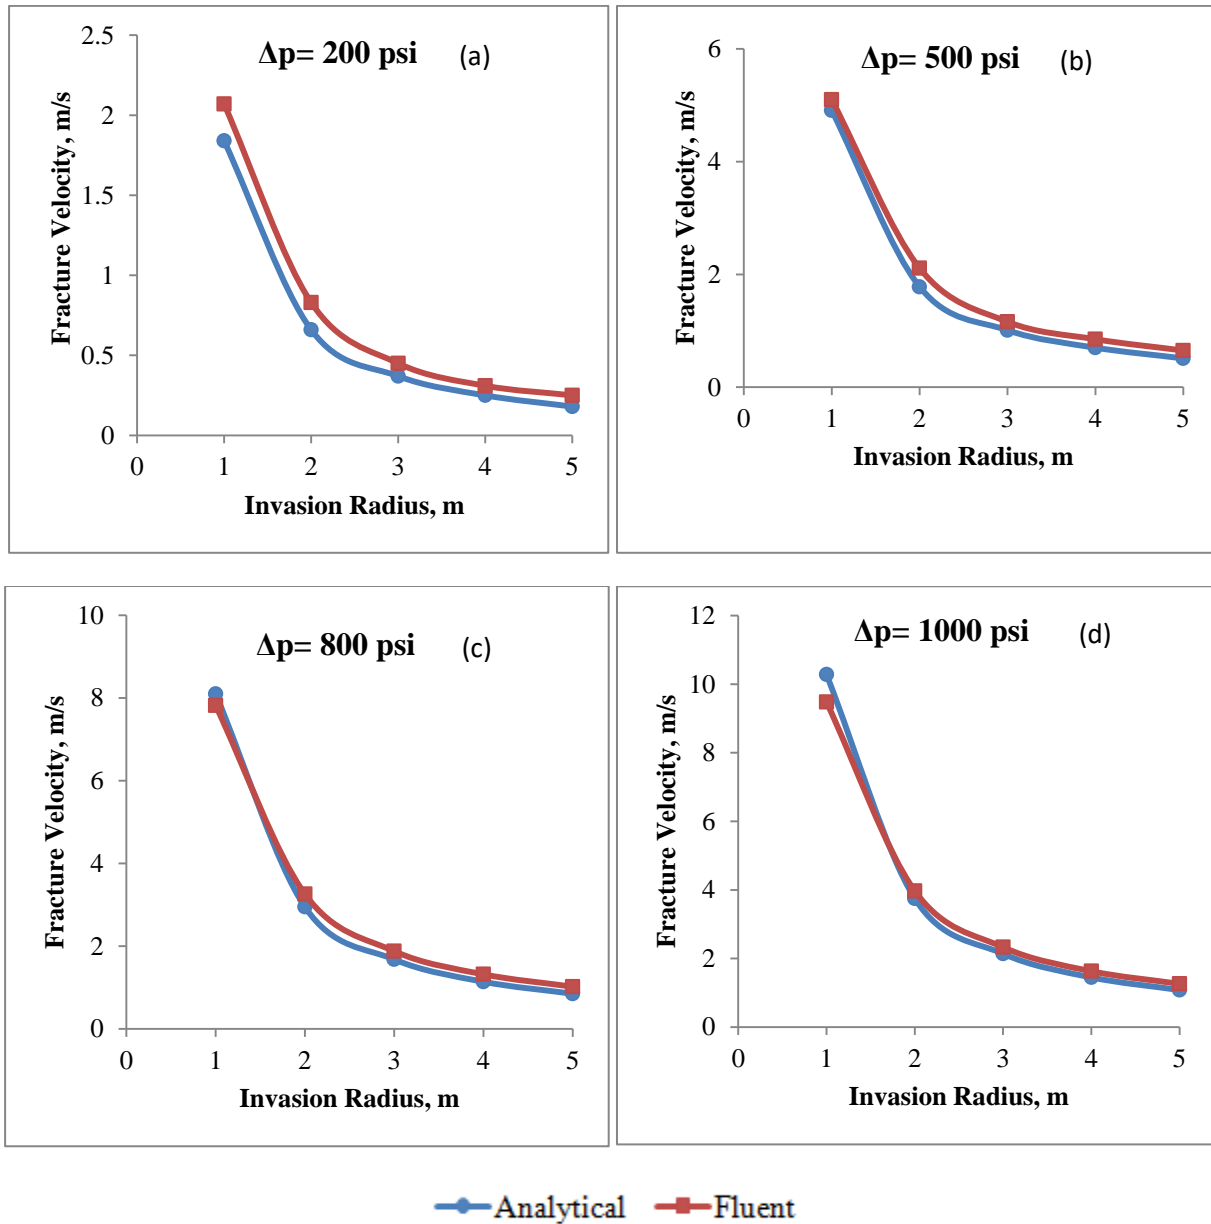 Δp= 200 psi (a)
Fracture Velocity, m/s
2.5
2
1.5
1
0.5
0
0 1 2 3 4 5
Invasion Radius, m
Δp= 500 psi (b)
Fracture Velocity, m/s
6
4
2
0
0 1 2 3 4 5
Invasion Radius, m
Δp= 800 psi (c)
Fracture Velocity, m/s
10
8
6
4
2
0
0 1 2 3 4 5
Invasion Radius, m
Δp= 1000 psi (d)
Fracture Velocity, m/s
12
10
8
6
4
2
0
0 1 2 3 4 5
Invasion Radius, m
Analytical Fluent